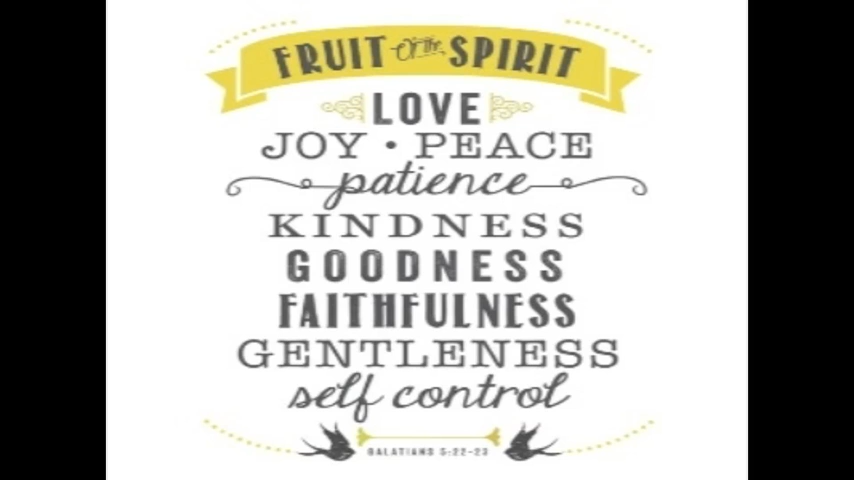 FRUIT Of the SPIRIT
LOVE
JOY • PEACE
patience
KINDNESS
GOODNESS
FAITHFULNESS
GENTLENESS
self control
GALATIANS 5:22-23